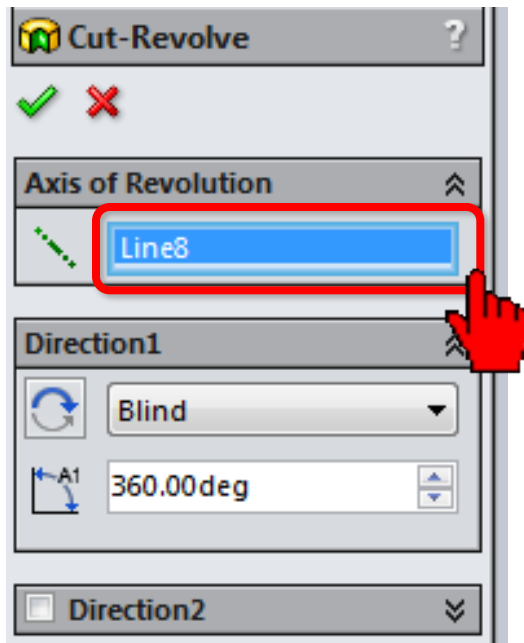 Cut-Revolve ?
Axis of Revolution
Line8
Direction1
Blind
A1
360.00deg
Direction2